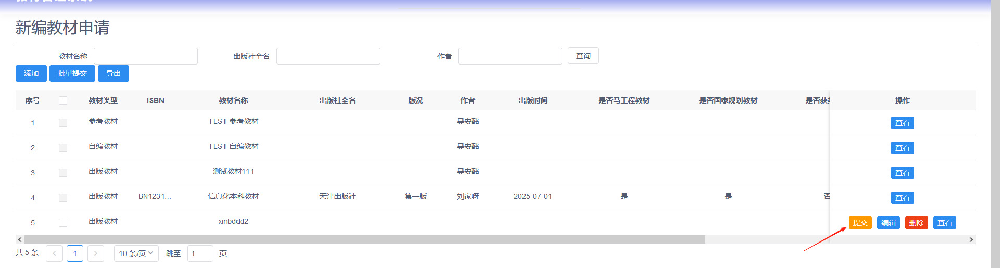 新编教材申请
教材名称 出版社全名 作者 查询
添加 批量提交 导出
序号 教材类型 ISBN 教材名称 出版社全名 版况 作者 出版时间 是否马工程教材 是否国家规划教材 是否获 操作
1 参考教材 TEST-参考教材 吴安酩 查看
2 自编教材 TEST-自编教材 吴安酩 查看
3 出版教材 测试教材111 吴安酩 查看
4 出版教材 BN1231... 信息化本科教材 天津出版社 第一版 刘家呀 2025-07-01 是 是 否 查看
5 出版教材 xinbddd2 提交 编辑 删除 查看
共 5 条 1 10 条/页 跳至 1 页